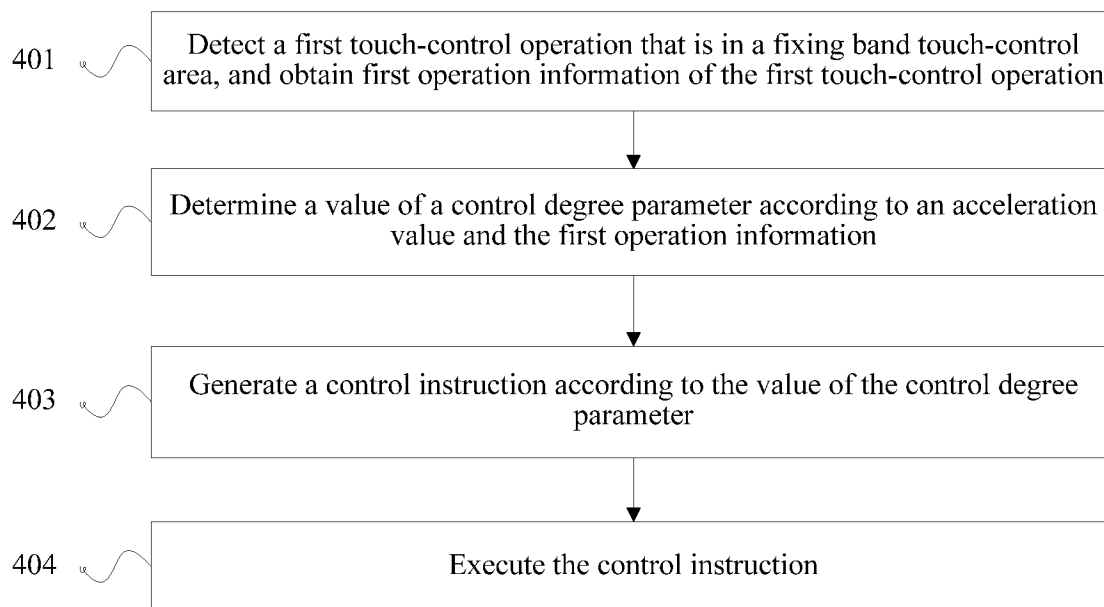 401
Detect a first touch-control operation that is in a fixing band touch-control
area, and obtain first operation information of the first touch-control operation
402
Determine a value of a control degree parameter according to an acceleration
value and the first operation information
403
Generate a control instruction according to the value of the control degree
parameter
404
Execute the control instruction